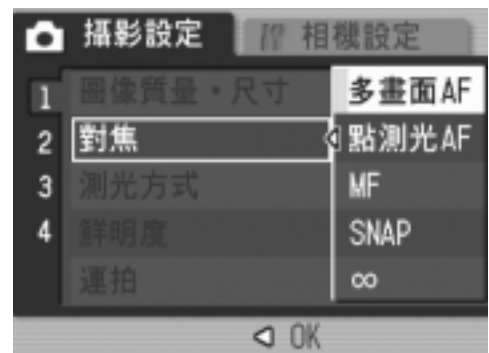 攝影設定 相機設定
1 圖像質量・尺寸 多畫面AF
2 對焦 點測光AF
3 測光方式 MF
4 鮮明度 SNAP
連拍 ∞
OK